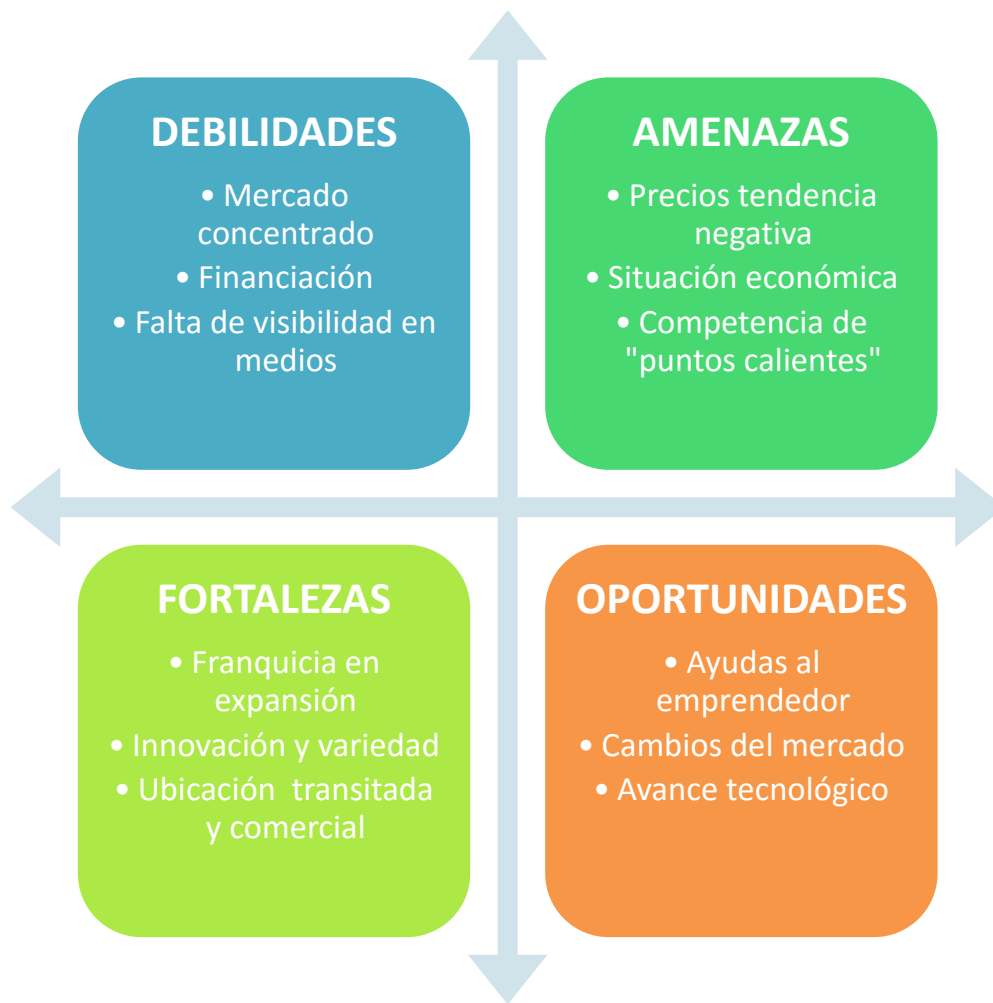 DEBILIDADES
• Mercado
concentrado
• Financiación
• Falta de visibilidad en
medios
AMENAZAS
• Precios tendencia
negativa
• Situación económica
• Competencia de
"puntos calientes"
FORTALEZAS
• Franquicia en
expansión
• Innovación y variedad
• Ubicación  transitada
y comercial
OPORTUNIDADES
• Ayudas al
emprendedor
• Cambios del mercado
• Avance tecnológico